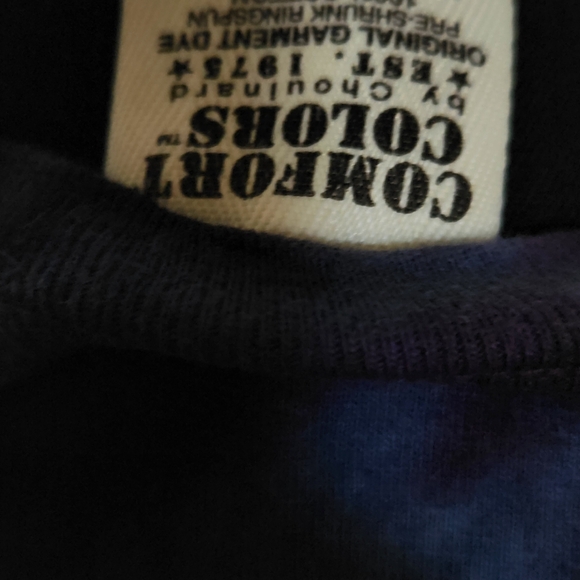 COMFORT
COLORS™
by Chouinard
★ EST. 1975 ★
ORIGINAL GARMENT DYE
PRE-SHRUNK RINGSPUN